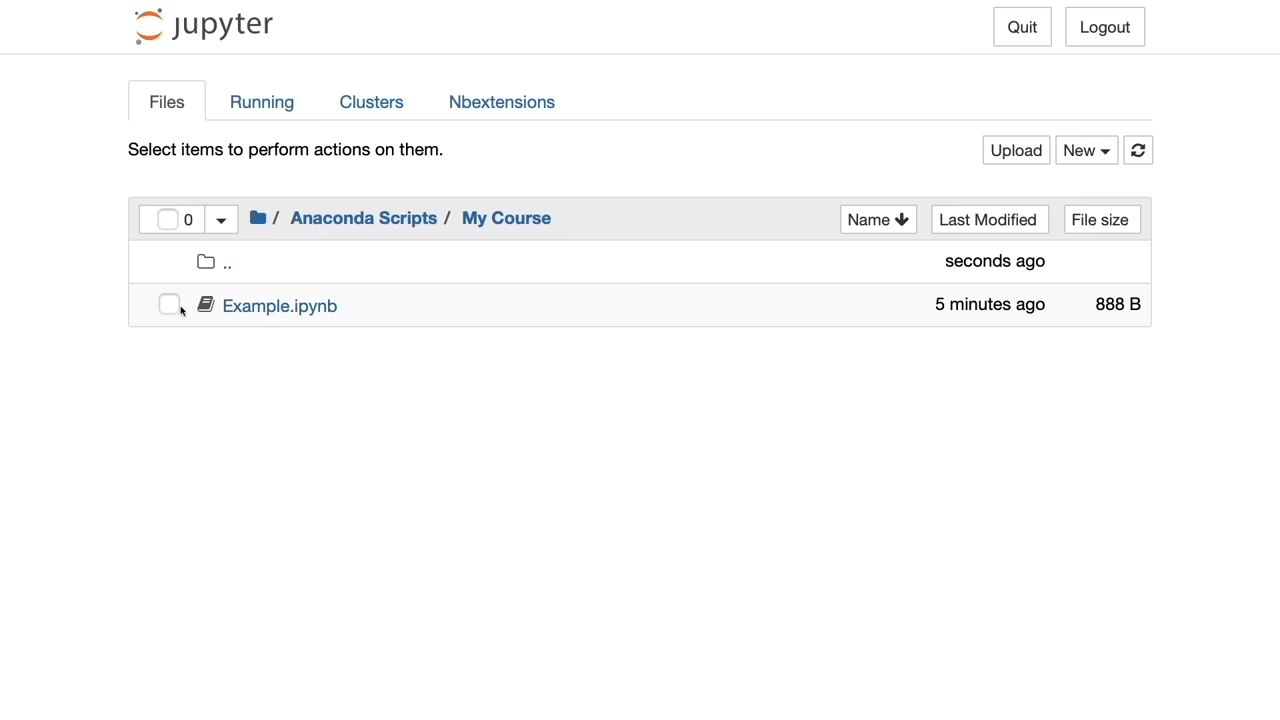 jupyter
Quit
Logout
Files
Running
Clusters
Nbextensions
Select items to perform actions on them.
Upload
New
0
/ Anaconda Scripts / My Course
Name
Last Modified
File size
..
seconds ago
Example.ipynb
5 minutes ago
888 B